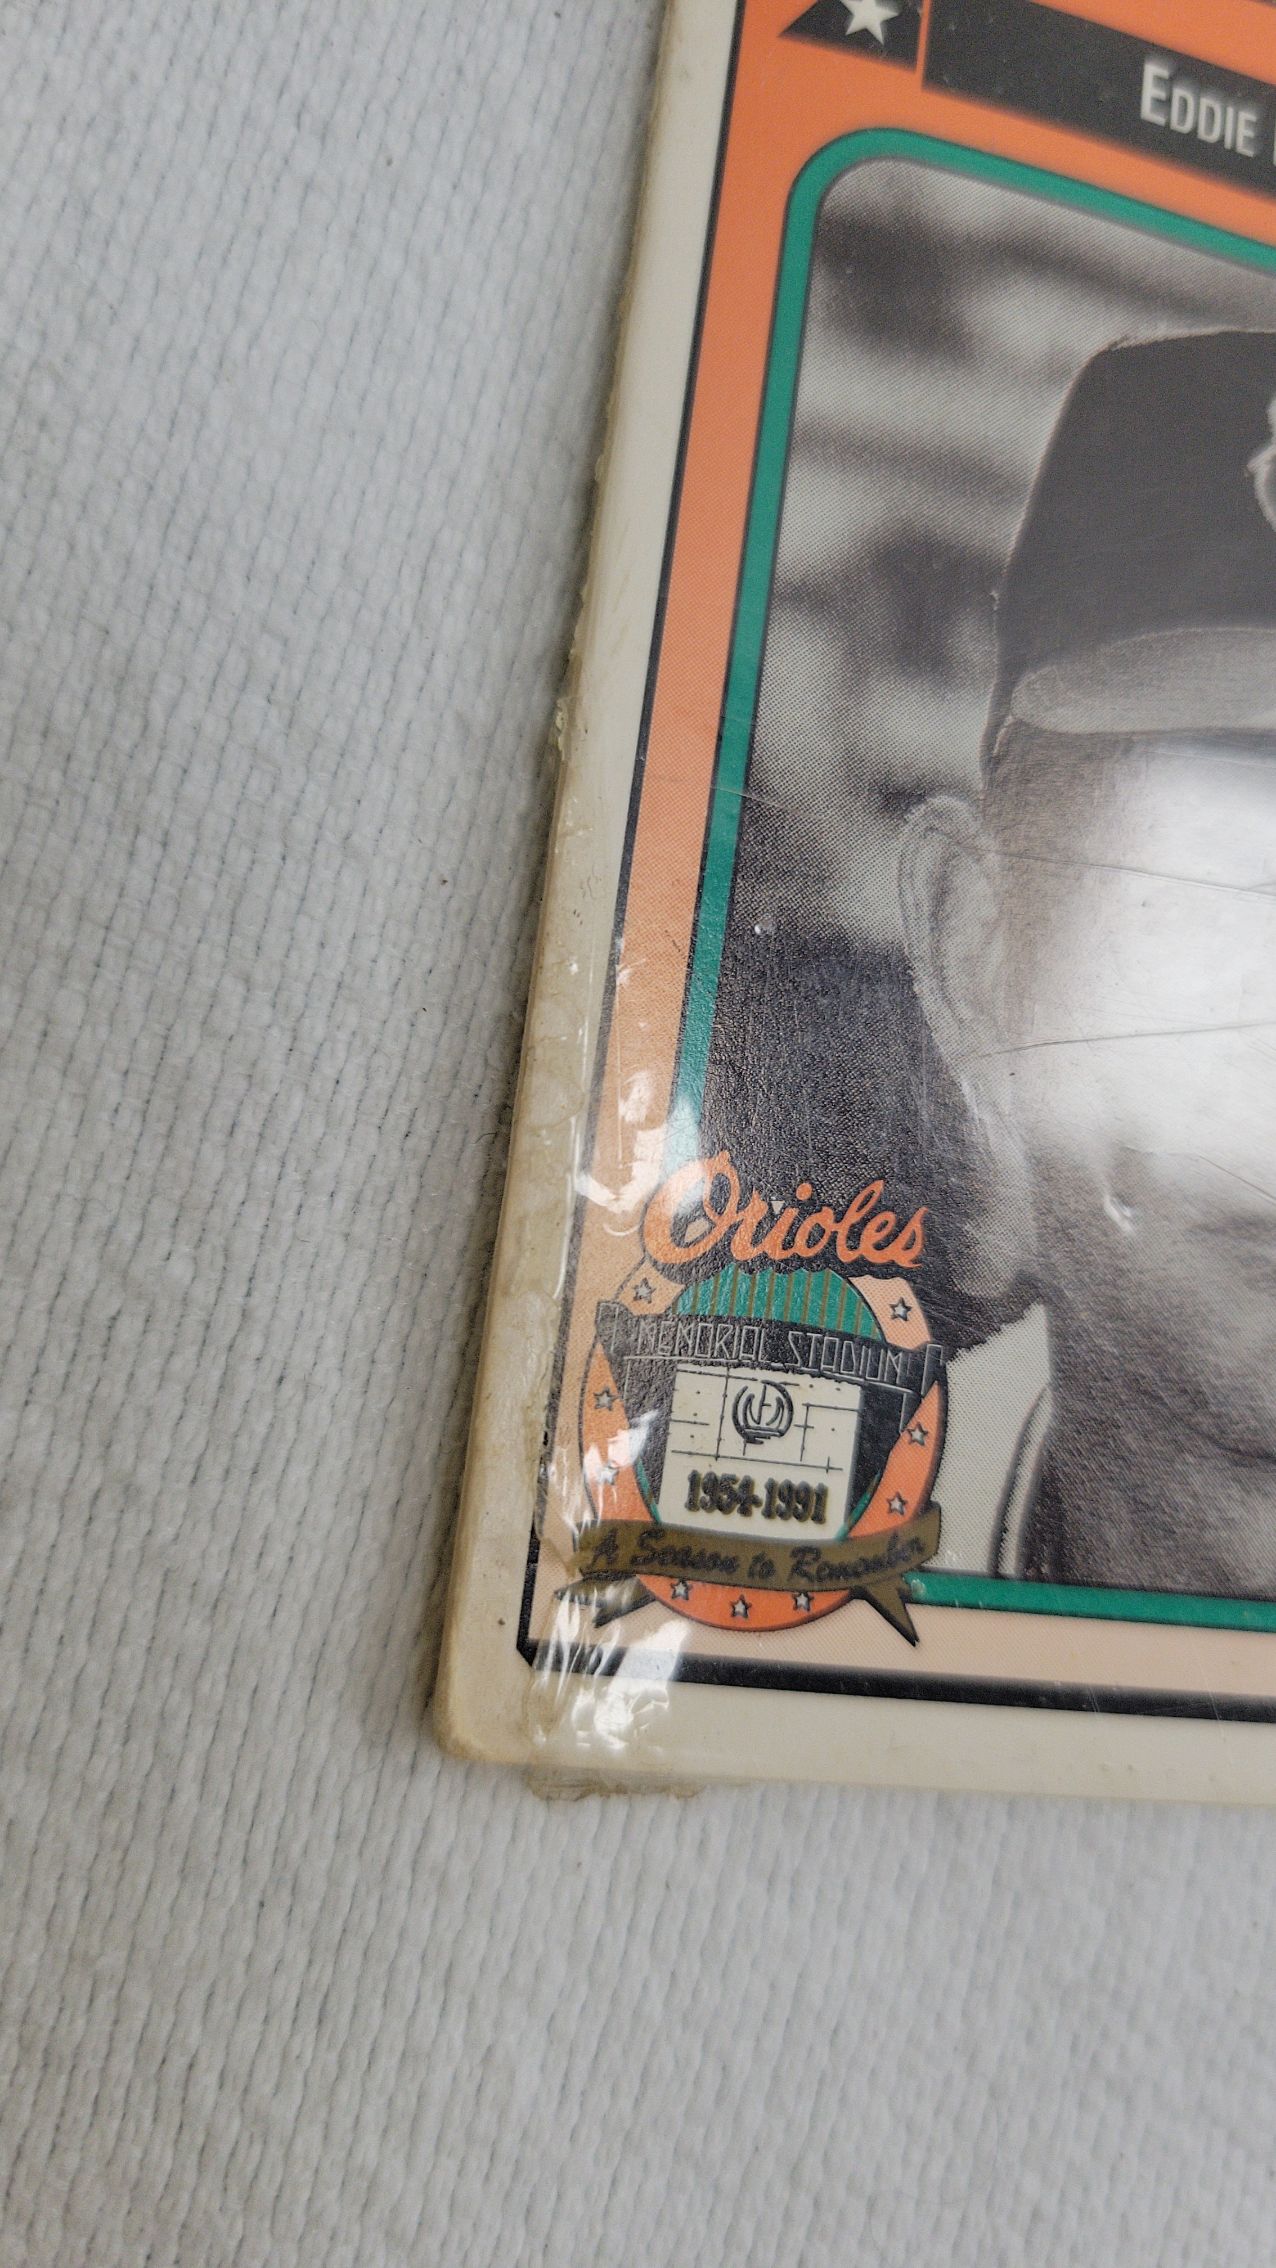 EDDIE
Orioles
MEMORIAL STADIUM
1954-1991
A Season to Remember